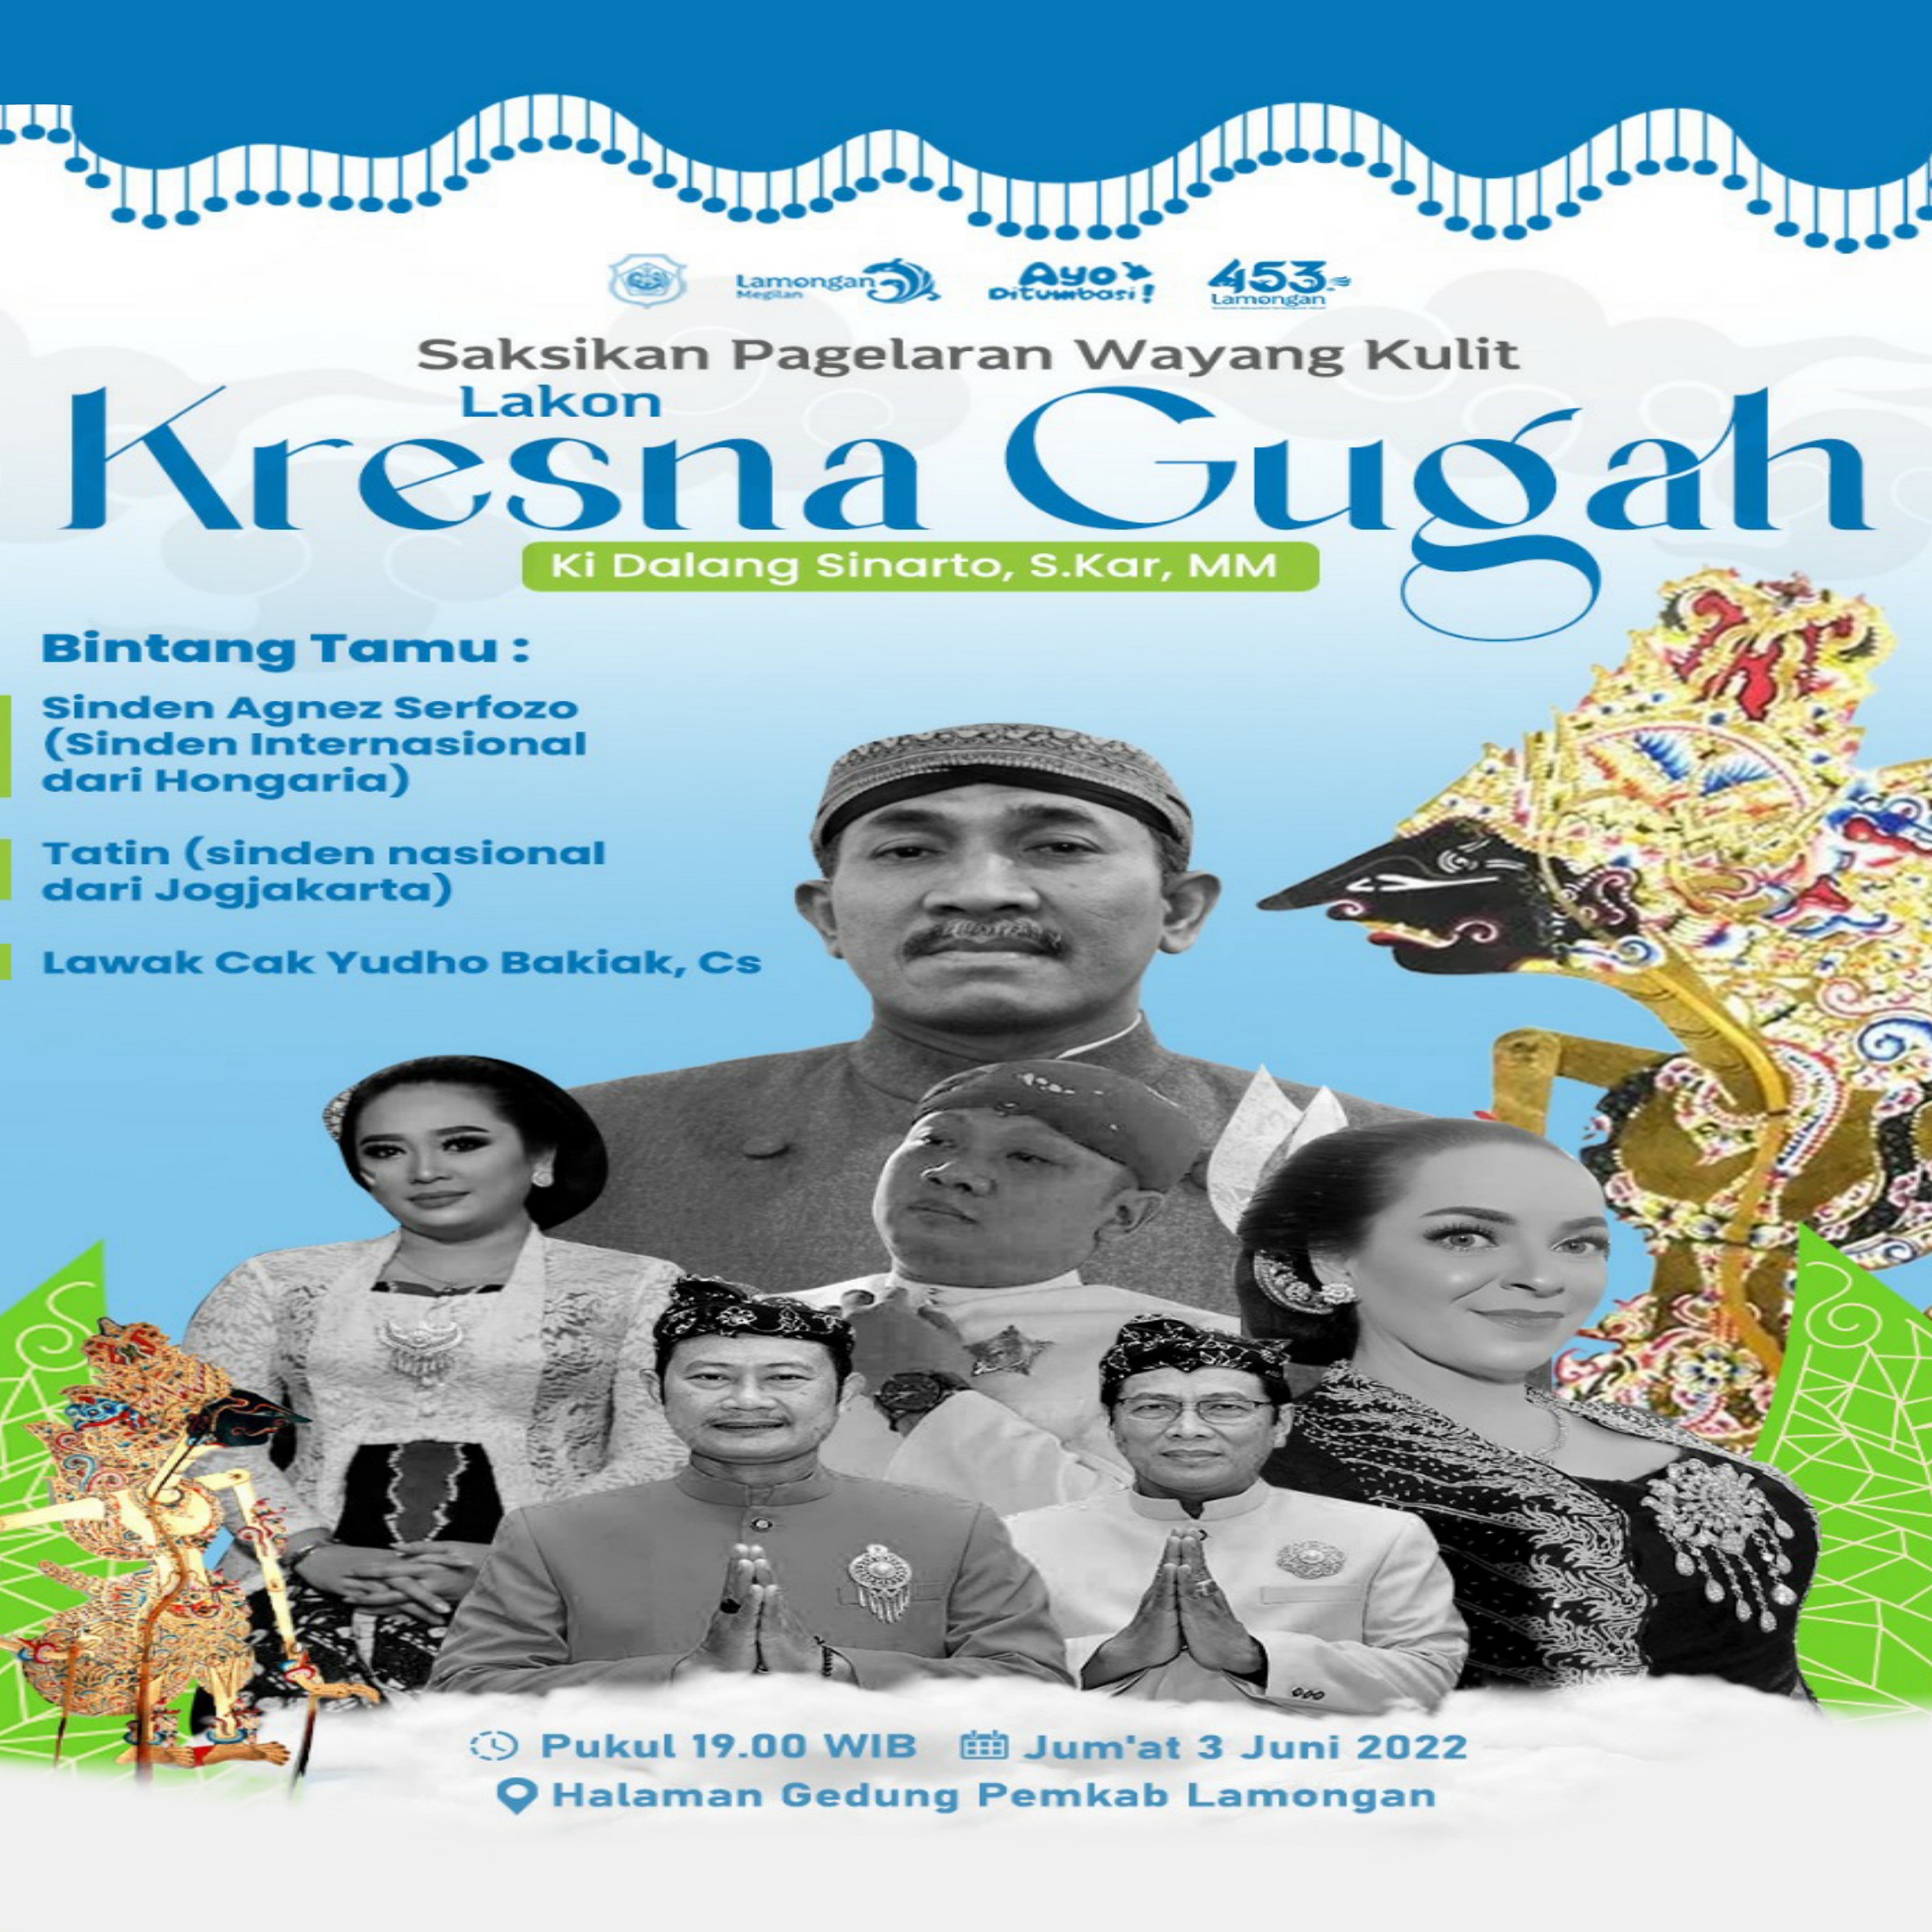 Lamongan
Megilan
Ayo
Ditumbasi!
453
Lamongan
Saksikan Pagelaran Wayang Kulit
Lakon
Kresna Gugah
Ki Dalang Sinarto, S.Kar, MM
Bintang Tamu :
Sinden Agnez Serfozo
(Sinden Internasional
dari Hongaria)
Tatin (sinden nasional
dari Jogjakarta)
Lawak Cak Yudho Bakiak, Cs
Pukul 19.00 WIB Jum'at 3 Juni 2022
Halaman Gedung Pemkab Lamongan